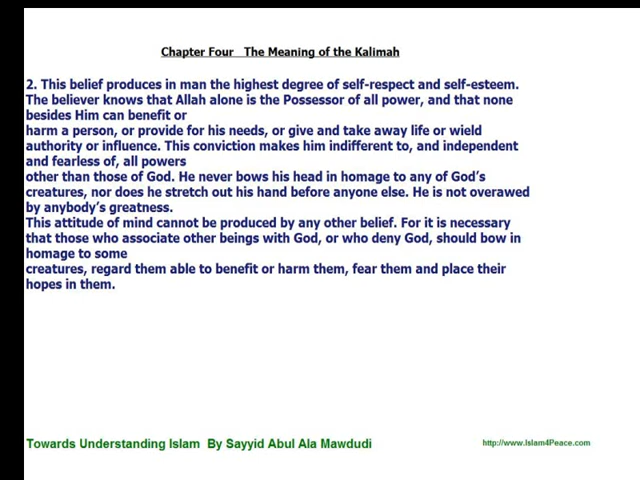 Chapter Four   The Meaning of the Kalimah
2. This belief produces in man the highest degree of self-respect and self-esteem.
The believer knows that Allah alone is the Possessor of all power, and that none
besides Him can benefit or
harm a person, or provide for his needs, or give and take away life or wield
authority or influence. This conviction makes him indifferent to, and independent
and fearless of, all powers
other than those of God. He never bows his head in homage to any of God's
creatures, nor does he stretch out his hand before anyone else. He is not overawed
by anybody's greatness.
This attitude of mind cannot be produced by any other belief. For it is necessary
that those who associate other beings with God, or who deny God, should bow in
homage to some
creatures, regard them able to benefit or harm them, fear them and place their
hopes in them.
Towards Understanding Islam  By Sayyid Abul Ala Mawdudi
http://www.Islam4Peace.com